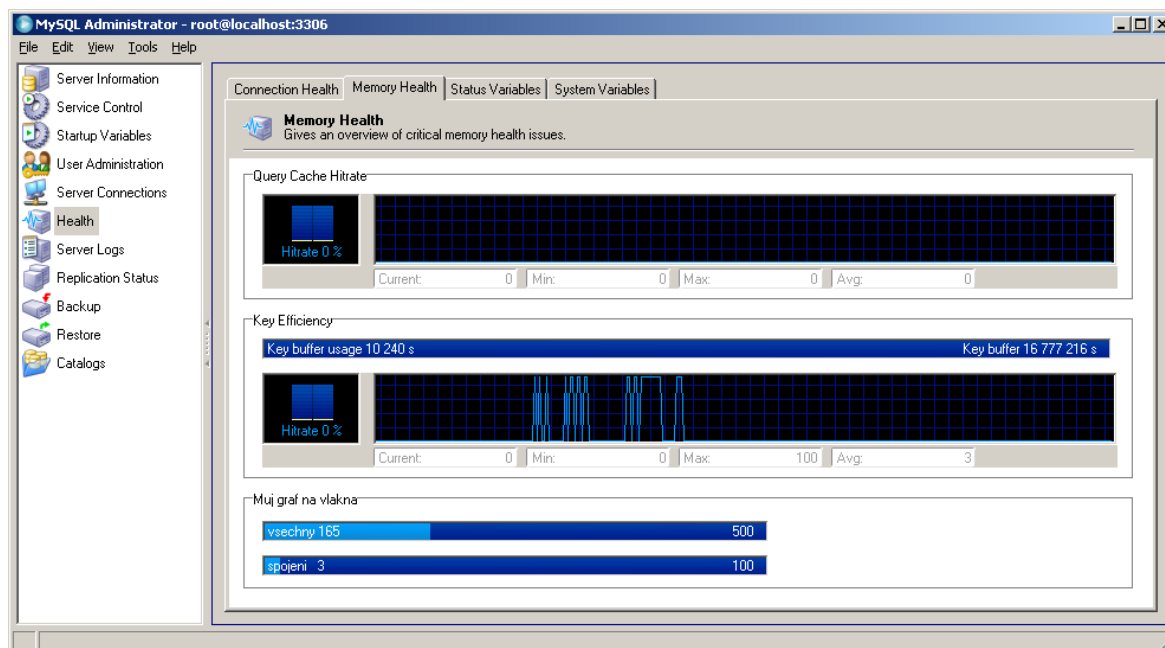 MySQL Administrator - root@localhost:3306
File Edit View Tools Help
Server Information
Service Control
Startup Variables
User Administration
Server Connections
Health
Server Logs
Replication Status
Backup
Restore
Catalogs
Connection Health Memory Health Status Variables System Variables
Memory Health
Gives an overview of critical memory health issues.
Query Cache Hitrate
Hitrate 0 %
Current: 0 Min: 0 Max: 0 Avg: 0
Key Efficiency
Key buffer usage 10 240 s Key buffer 16 777 216 s
Hitrate 0 %
Current: 0 Min: 0 Max: 100 Avg: 3
Muj graf na vlakna
vsechny 165 500
spojeni 3 100